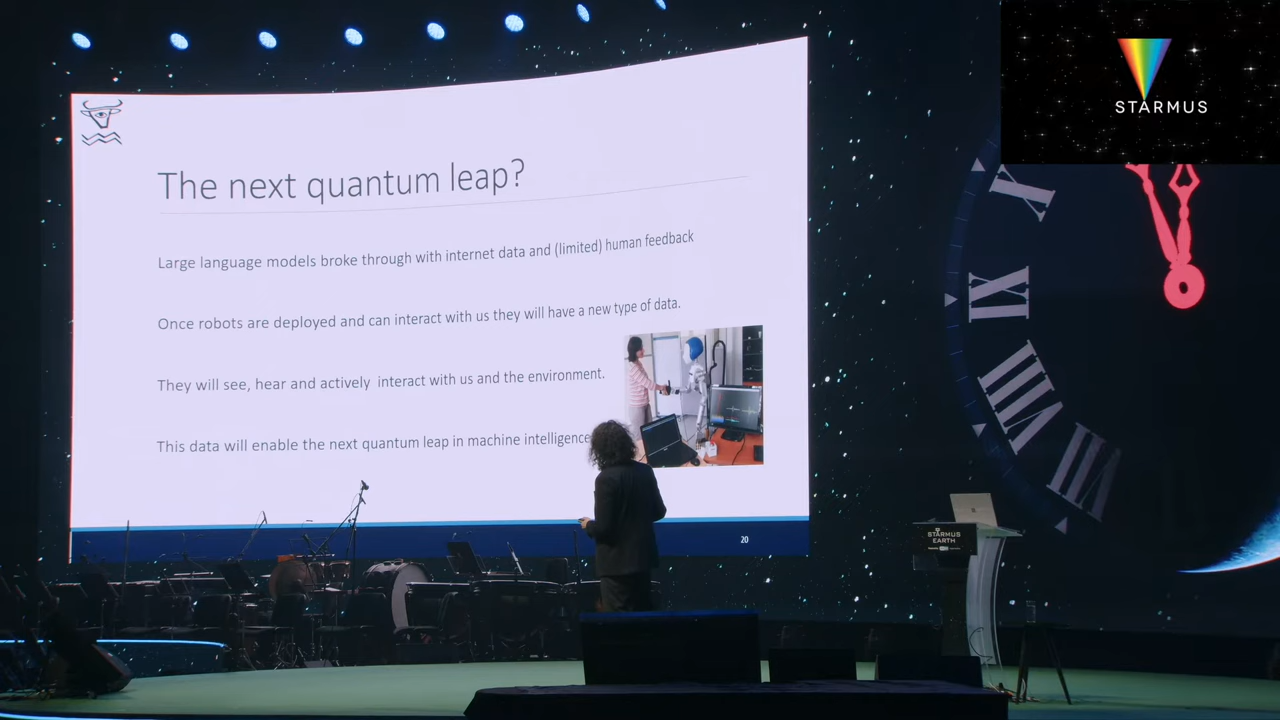 STARMUS
The next quantum leap?
Large language models broke through with internet data and (limited) human feedback
Once robots are deployed and can interact with us they will have a new type of data.
They will see, hear and actively interact with us and the environment.
This data will enable the next quantum leap in machine intelligence
20
X
IX
VIII
VII
STARMUS
EARTH